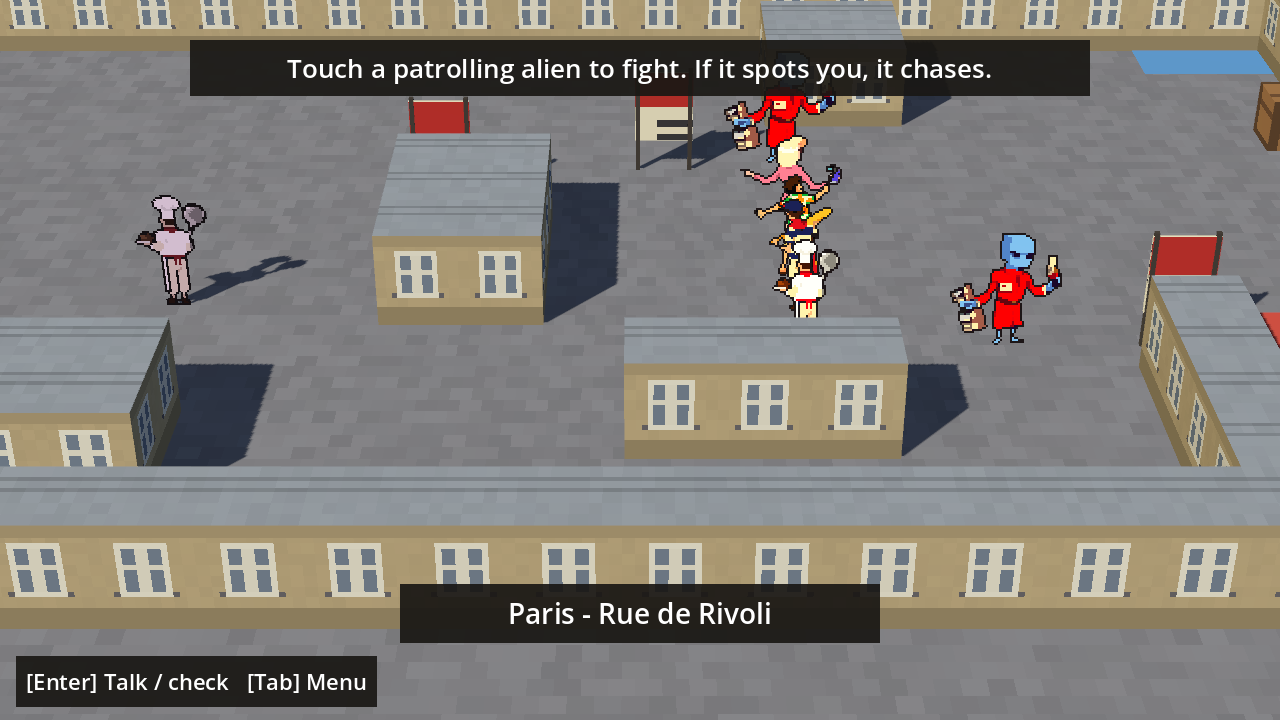 Touch a patrolling alien to fight. If it spots you, it chases.
Paris - Rue de Rivoli
[Enter] Talk / check [Tab] Menu